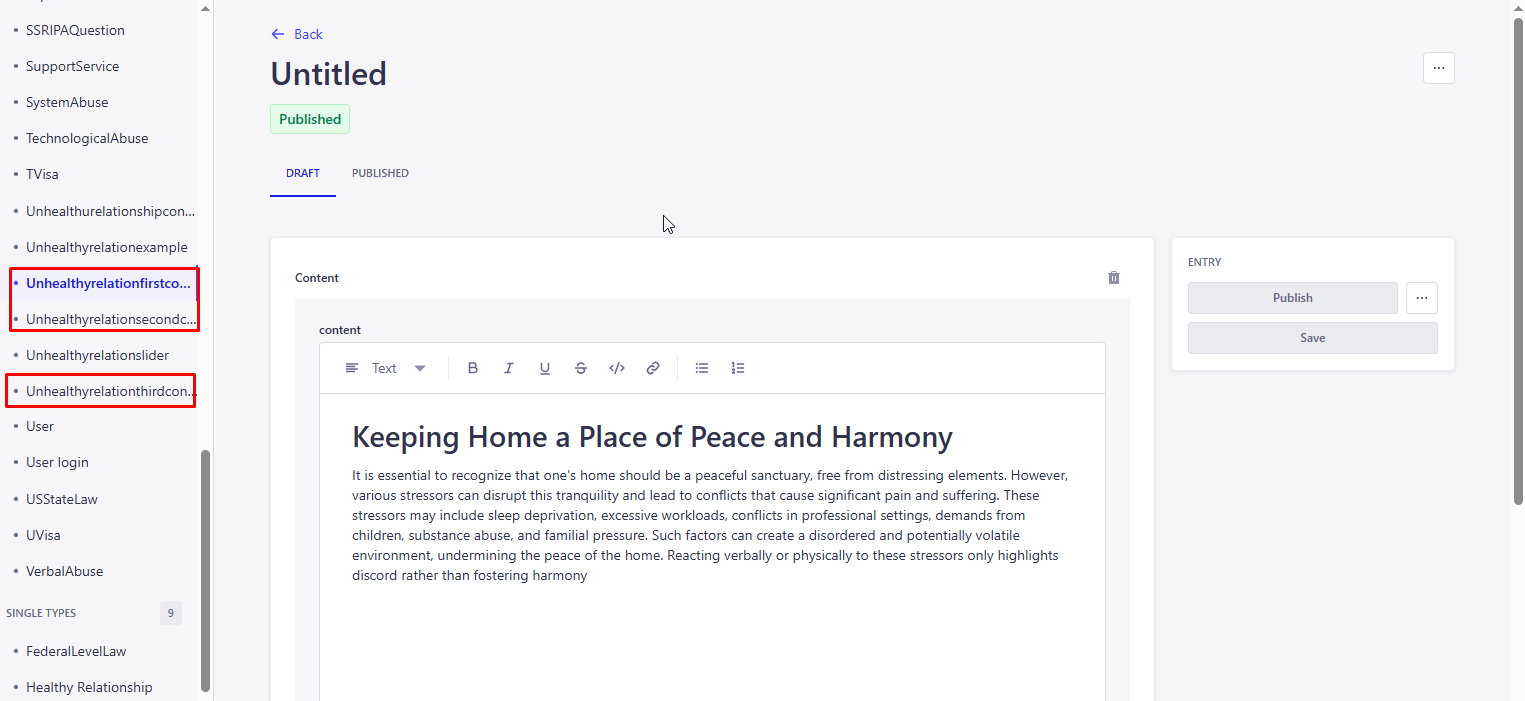 SSRIPAQuestion
SupportService
SystemAbuse
TechnologicalAbuse
TVisa
Unhealthurelationshipcon...
Unhealthyrelationexample
Unhealthyrelationfirstco...
Unhealthyrelationsecondc...
Unhealthyrelationslider
Unhealthyrelationthirdcon...
User
User login
USStateLaw
UVisa
VerbalAbuse
SINGLE TYPES 9
FederalLevelLaw
Healthy Relationship
← Back
Untitled
...
Published
DRAFT PUBLISHED
Content
content
Text B I U S </>
Keeping Home a Place of Peace and Harmony
It is essential to recognize that one's home should be a peaceful sanctuary, free from distressing elements. However,
various stressors can disrupt this tranquility and lead to conflicts that cause significant pain and suffering. These
stressors may include sleep deprivation, excessive workloads, conflicts in professional settings, demands from
children, substance abuse, and familial pressure. Such factors can create a disordered and potentially volatile
environment, undermining the peace of the home. Reacting verbally or physically to these stressors only highlights
discord rather than fostering harmony
ENTRY
Publish ...
Save